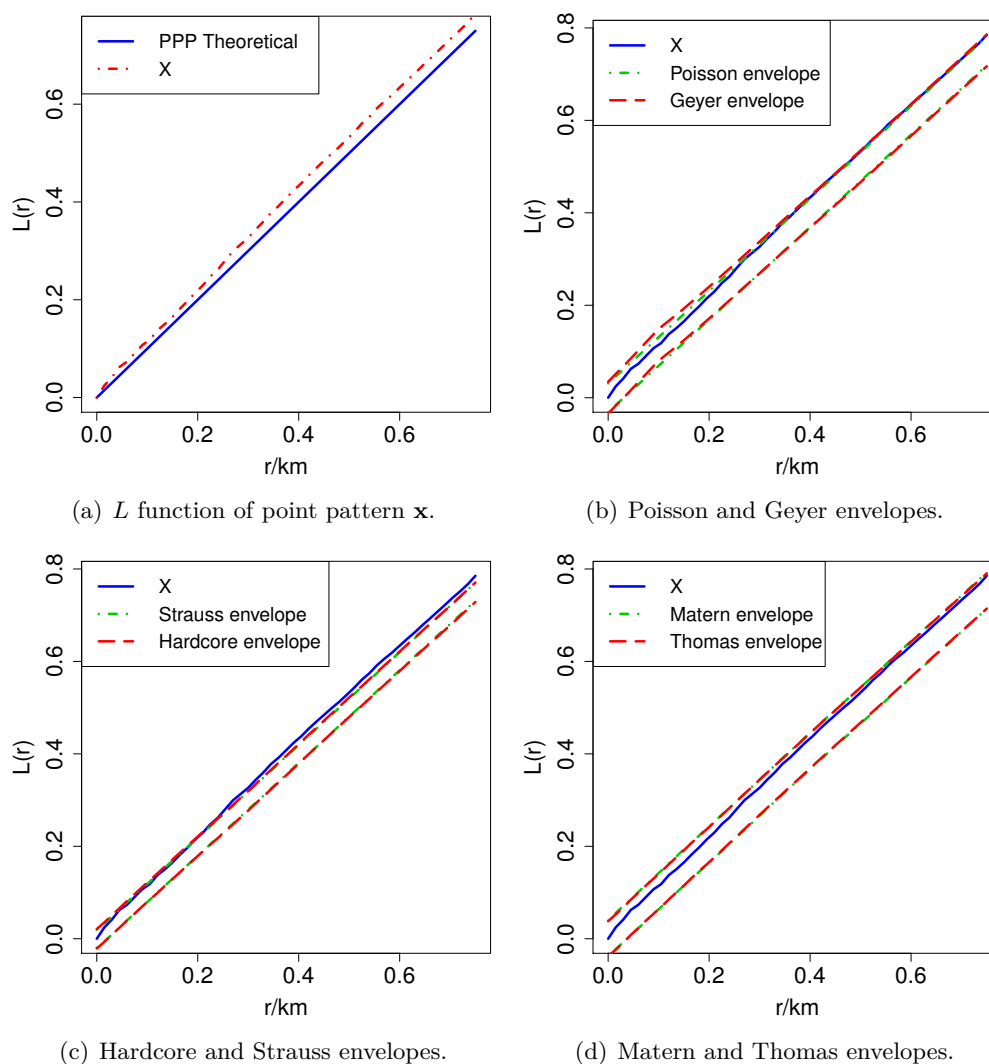 PPP Theoretical
X
L(r)
0.0 0.2 0.4 0.6
0.0 0.2 0.4 0.6
r/km
(a) L function of point pattern x.
X
Poisson envelope
Geyer envelope
L(r)
0.0 0.2 0.4 0.6 0.8
0.0 0.2 0.4 0.6
r/km
(b) Poisson and Geyer envelopes.
X
Strauss envelope
Hardcore envelope
L(r)
0.0 0.2 0.4 0.6 0.8
0.0 0.2 0.4 0.6
r/km
(c) Hardcore and Strauss envelopes.
X
Matern envelope
Thomas envelope
L(r)
0.0 0.2 0.4 0.6 0.8
0.0 0.2 0.4 0.6
r/km
(d) Matern and Thomas envelopes.